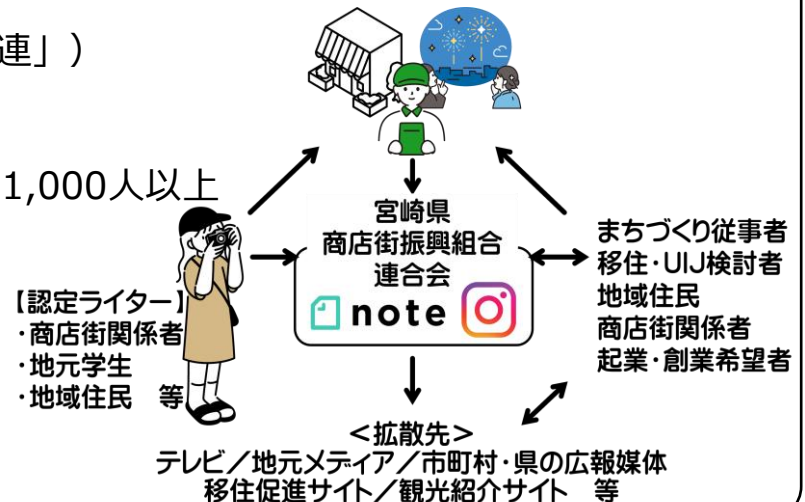 連」)
1,000人以上
宮崎県
商店街振興組合
連合会
note
【認定ライター】
・商店街関係者
・地元学生
・地域住民 等
まちづくり従事者
移住・UIJ検討者
地域住民
商店街関係者
起業・創業希望者
<拡散先>
テレビ/地元メディア/市町村・県の広報媒体
移住促進サイト/観光紹介サイト 等